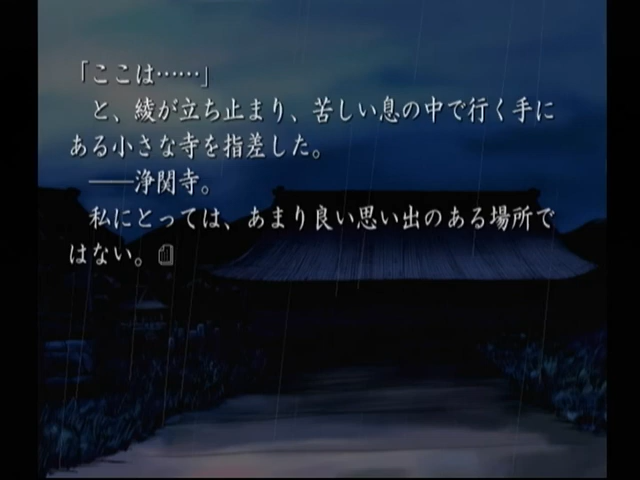 「ここは……」
　と、綾が立ち止まり、苦しい息の中で行く手に
ある小さな寺を指差した。
　――浄関寺。
　私にとっては、あまり良い思い出のある場所で
はない。